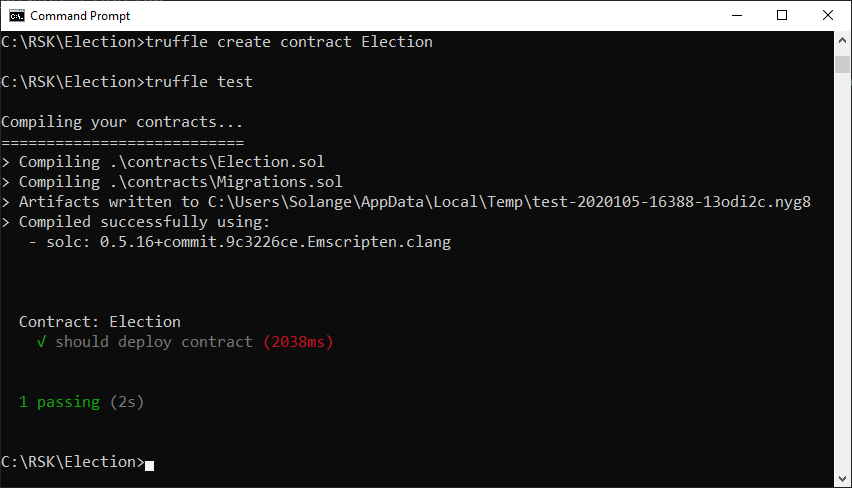 Command Prompt
C:\RSK\Election>truffle create contract Election
C:\RSK\Election>truffle test
Compiling your contracts...
===========================
> Compiling .\contracts\Election.sol
> Compiling .\contracts\Migrations.sol
> Artifacts written to C:\Users\Solange\AppData\Local\Temp\test-2020105-16388-13odi2c.nyg8
> Compiled successfully using:
- solc: 0.5.16+commit.9c3226ce.Emscripten.clang
Contract: Election
√ should deploy contract (2038ms)
1 passing (2s)
C:\RSK\Election>